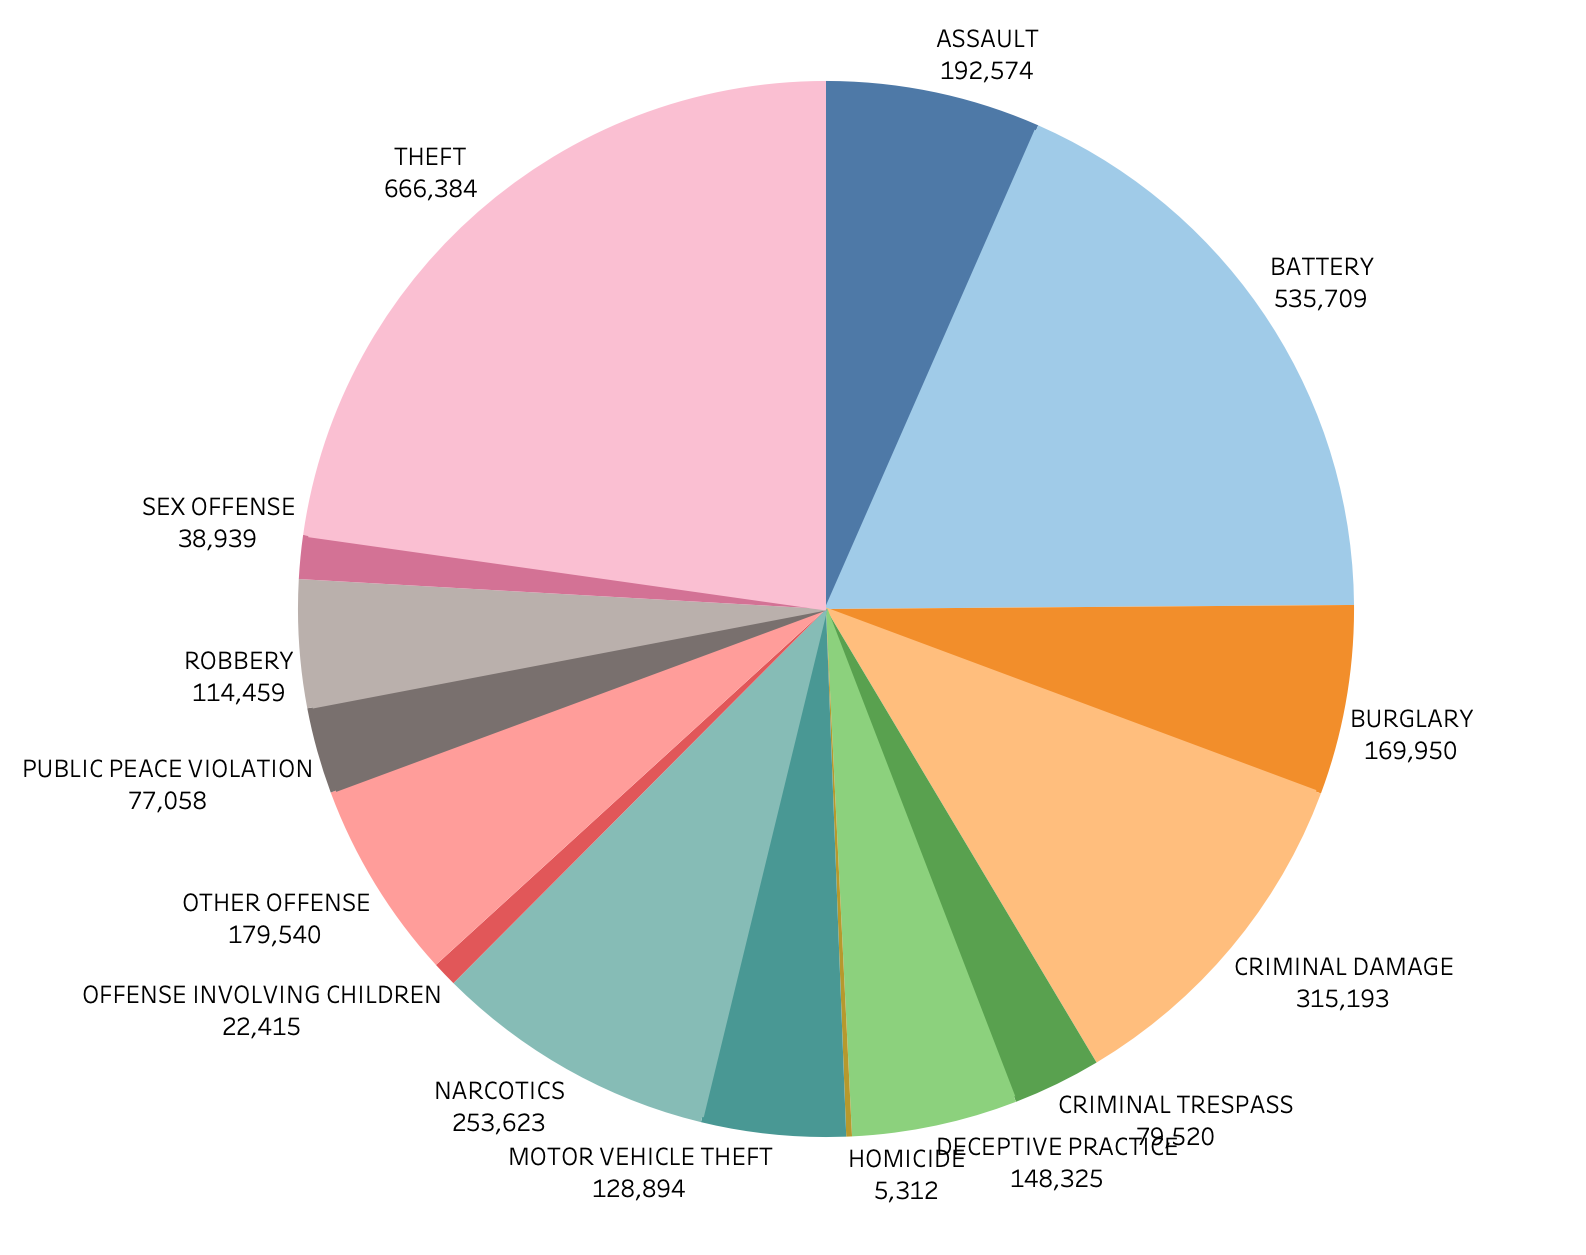 ASSAULT
192,574
BATTERY
535,709
BURGLARY
169,950
CRIMINAL DAMAGE
315,193
CRIMINAL TRESPASS
79,520
DECEPTIVE PRACTICE
148,325
HOMICIDE
5,312
MOTOR VEHICLE THEFT
128,894
NARCOTICS
253,623
OFFENSE INVOLVING CHILDREN
22,415
OTHER OFFENSE
179,540
PUBLIC PEACE VIOLATION
77,058
ROBBERY
114,459
SEX OFFENSE
38,939
THEFT
666,384